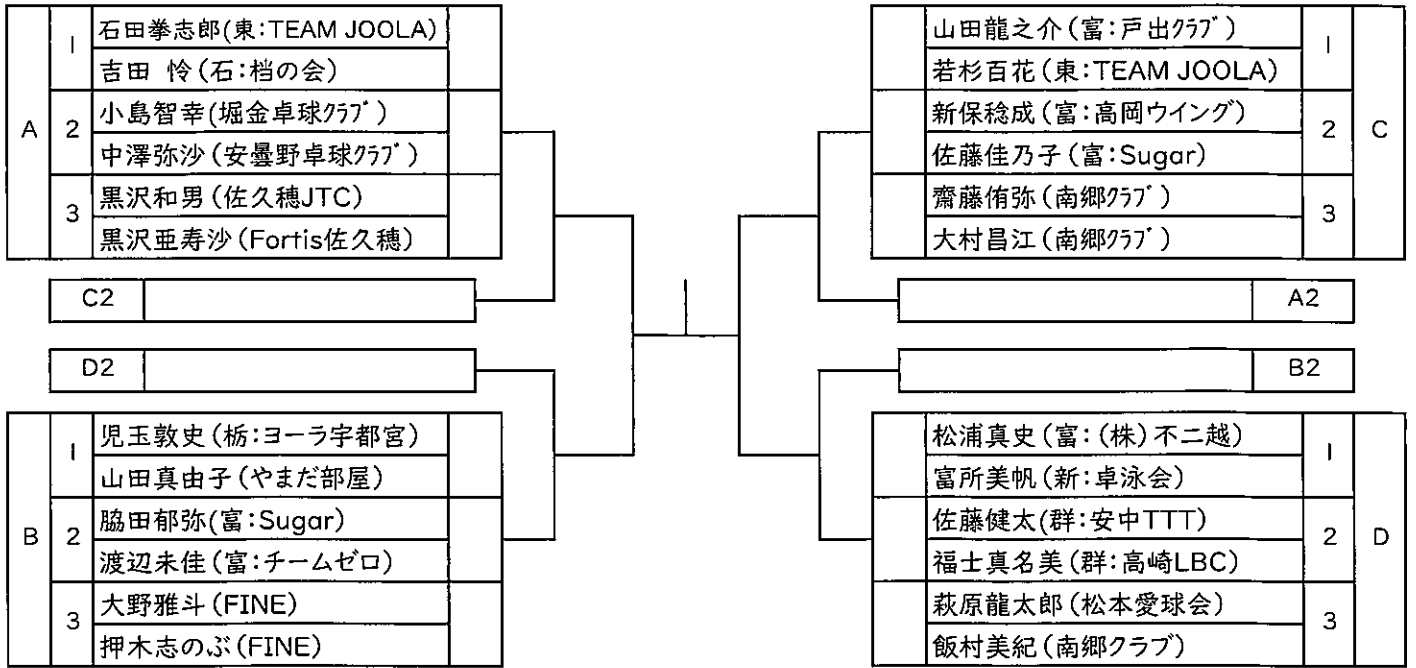 A
1
石田拳志郎(東:TEAM JOOLA)
吉田 怜(石:档の会)
2
小島智幸(堀金卓球クラブ)
中澤弥沙(安曇野卓球クラブ)
3
黒沢和男(佐久穂JTC)
黒沢亜寿沙(Fortis佐久穂)
C2
D2
B
1
児玉敦史(栃:ヨーラ宇都宮)
山田真由子(やまだ部屋)
2
脇田郁弥(富:Sugar)
渡辺未佳(富:チームゼロ)
3
大野雅斗(FINE)
押木志のぶ(FINE)
山田龍之介(富:戸出クラブ)
若杉百花(東:TEAM JOOLA)
1
新保稔成(富:高岡ウイング)
佐藤佳乃子(富:Sugar)
2
C
齋藤侑弥(南郷クラブ)
大村昌江(南郷クラブ)
3
A2
B2
松浦真史(富:(株)不二越)
富所美帆(新:卓泳会)
1
佐藤健太(群:安中TTT)
福士真名美(群:高崎LBC)
2
D
萩原龍太郎(松本愛球会)
飯村美紀(南郷クラブ)
3